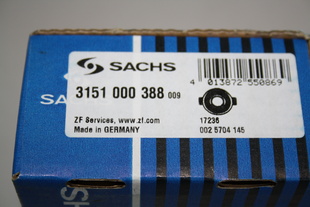 SACHS
4 013872 550869
3151 000 388 009
ZF Services, www.zf.com
Made in GERMANY
17236
002 5704 145